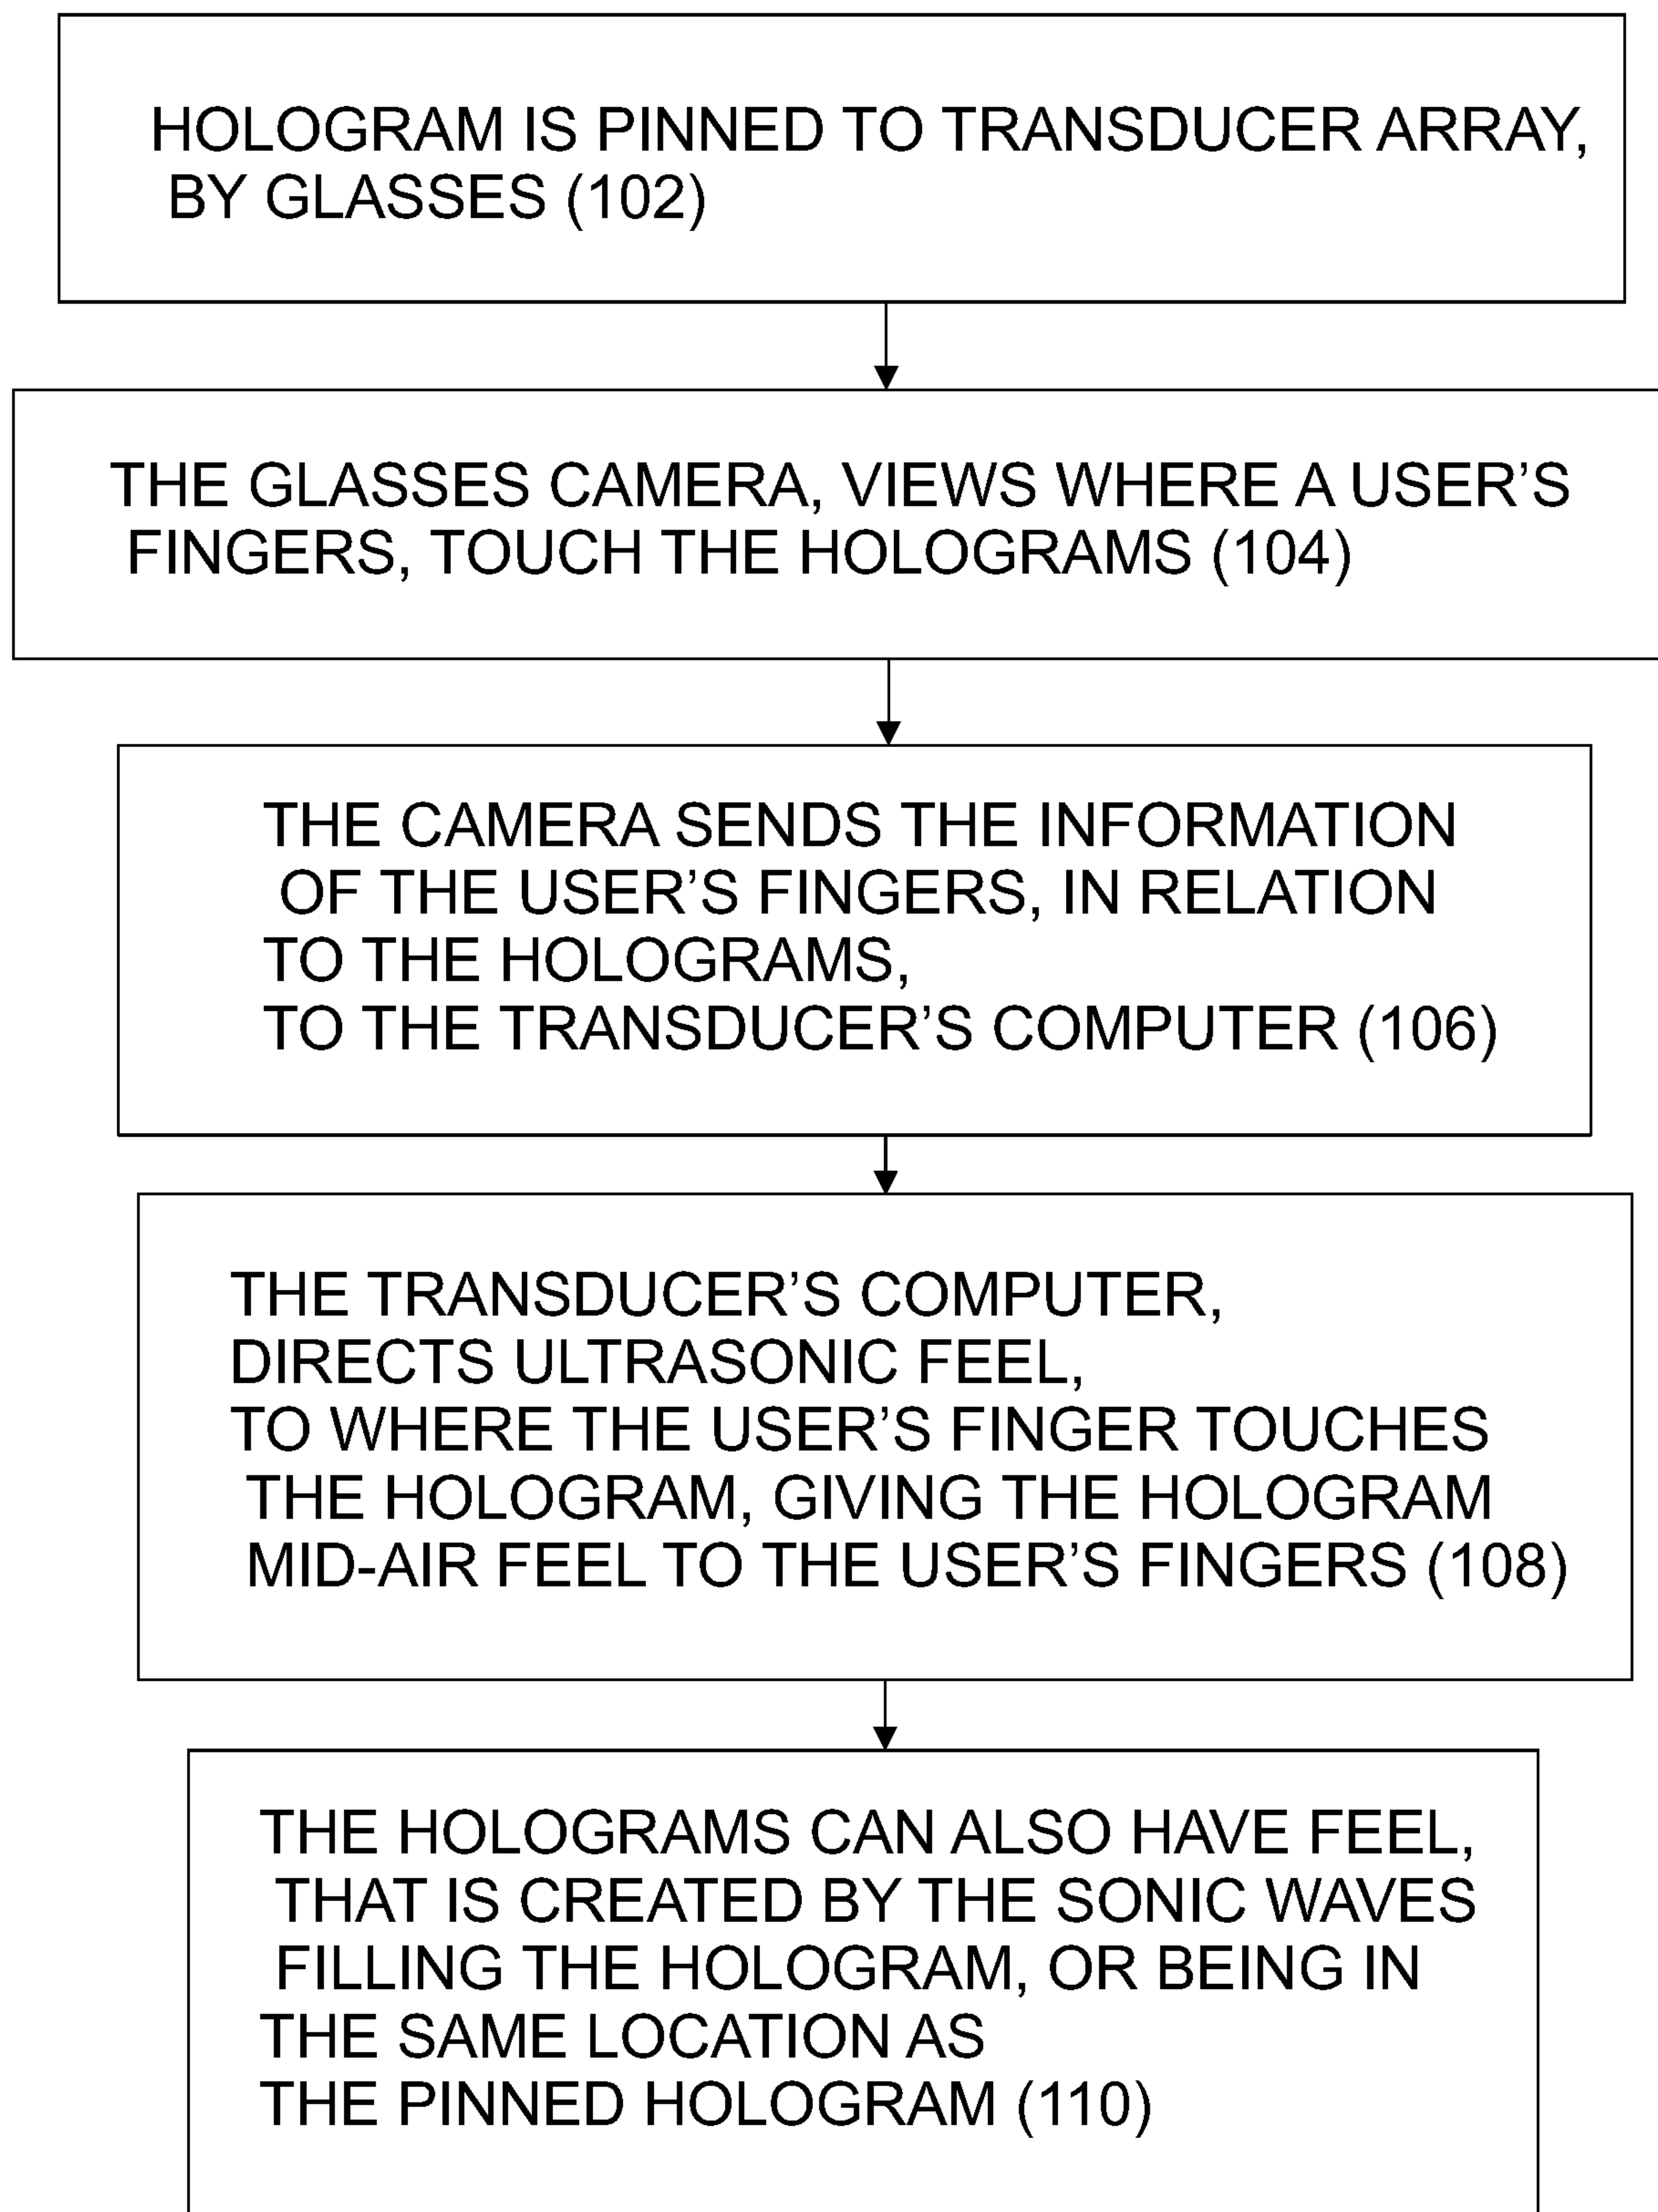 HOLOGRAM IS PINNED TO TRANSDUCER ARRAY,
BY GLASSES (102)
THE GLASSES CAMERA, VIEWS WHERE A USER’S
FINGERS, TOUCH THE HOLOGRAMS (104)
THE CAMERA SENDS THE INFORMATION
OF THE USER’S FINGERS, IN RELATION
TO THE HOLOGRAMS,
TO THE TRANSDUCER’S COMPUTER (106)
THE TRANSDUCER’S COMPUTER,
DIRECTS ULTRASONIC FEEL,
TO WHERE THE USER’S FINGER TOUCHES
THE HOLOGRAM, GIVING THE HOLOGRAM
MID-AIR FEEL TO THE USER’S FINGERS (108)
THE HOLOGRAMS CAN ALSO HAVE FEEL,
THAT IS CREATED BY THE SONIC WAVES
FILLING THE HOLOGRAM, OR BEING IN
THE SAME LOCATION AS
THE PINNED HOLOGRAM (110)